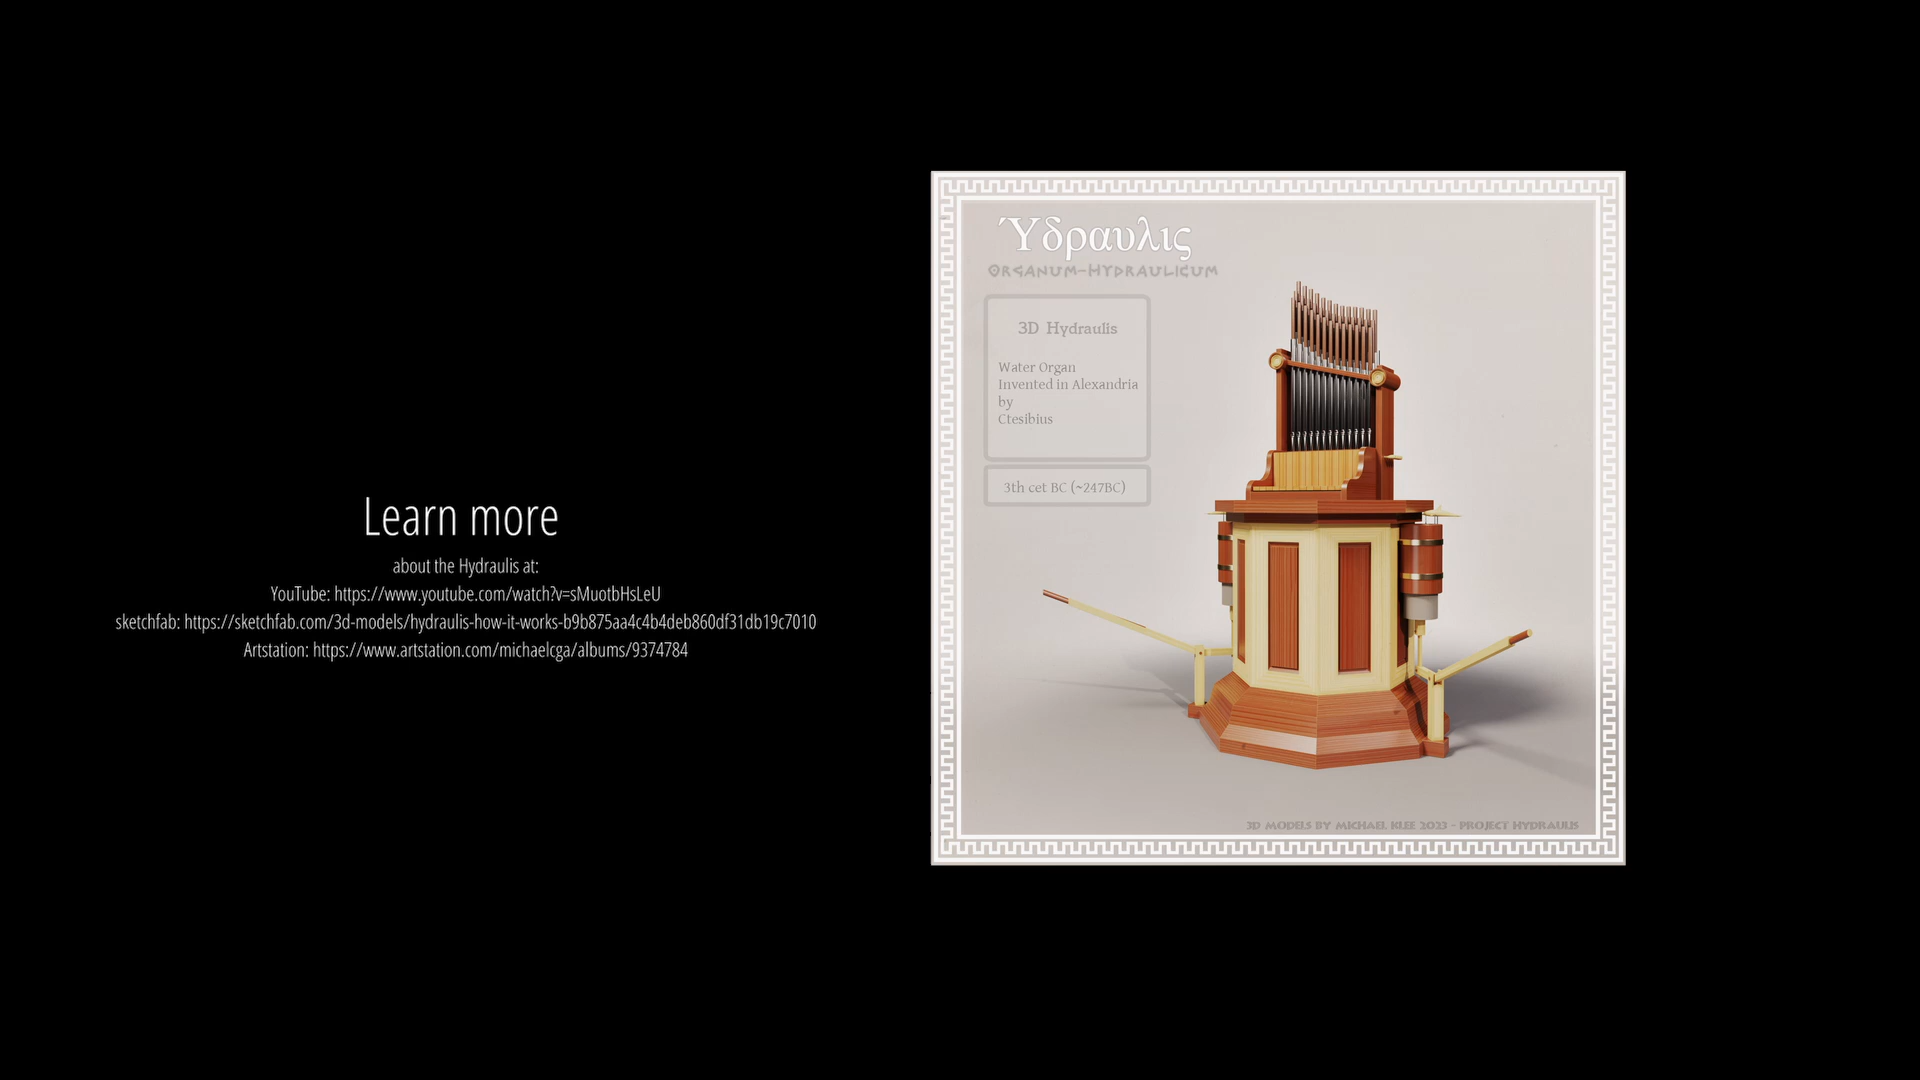 Learn more
about the Hydraulis at:
YouTube: https://www.youtube.com/watch?v=sMuotbHsLeU
sketchfab: https://sketchfab.com/3d-models/hydraulis-how-it-works-b9b875aa4c4b4deb860df31db19c7010
Artstation: https://www.artstation.com/michaelcga/albums/9374784
Ὑδραυλις
ORGANUM-HYDRAULICUM
3D Hydraulis
Water Organ
Invented in Alexandria
by
Ctesibius
3th cet BC (~247BC)
3D MODELS BY MICHAEL KLEE 2023 - PROJECT HYDRAULIS